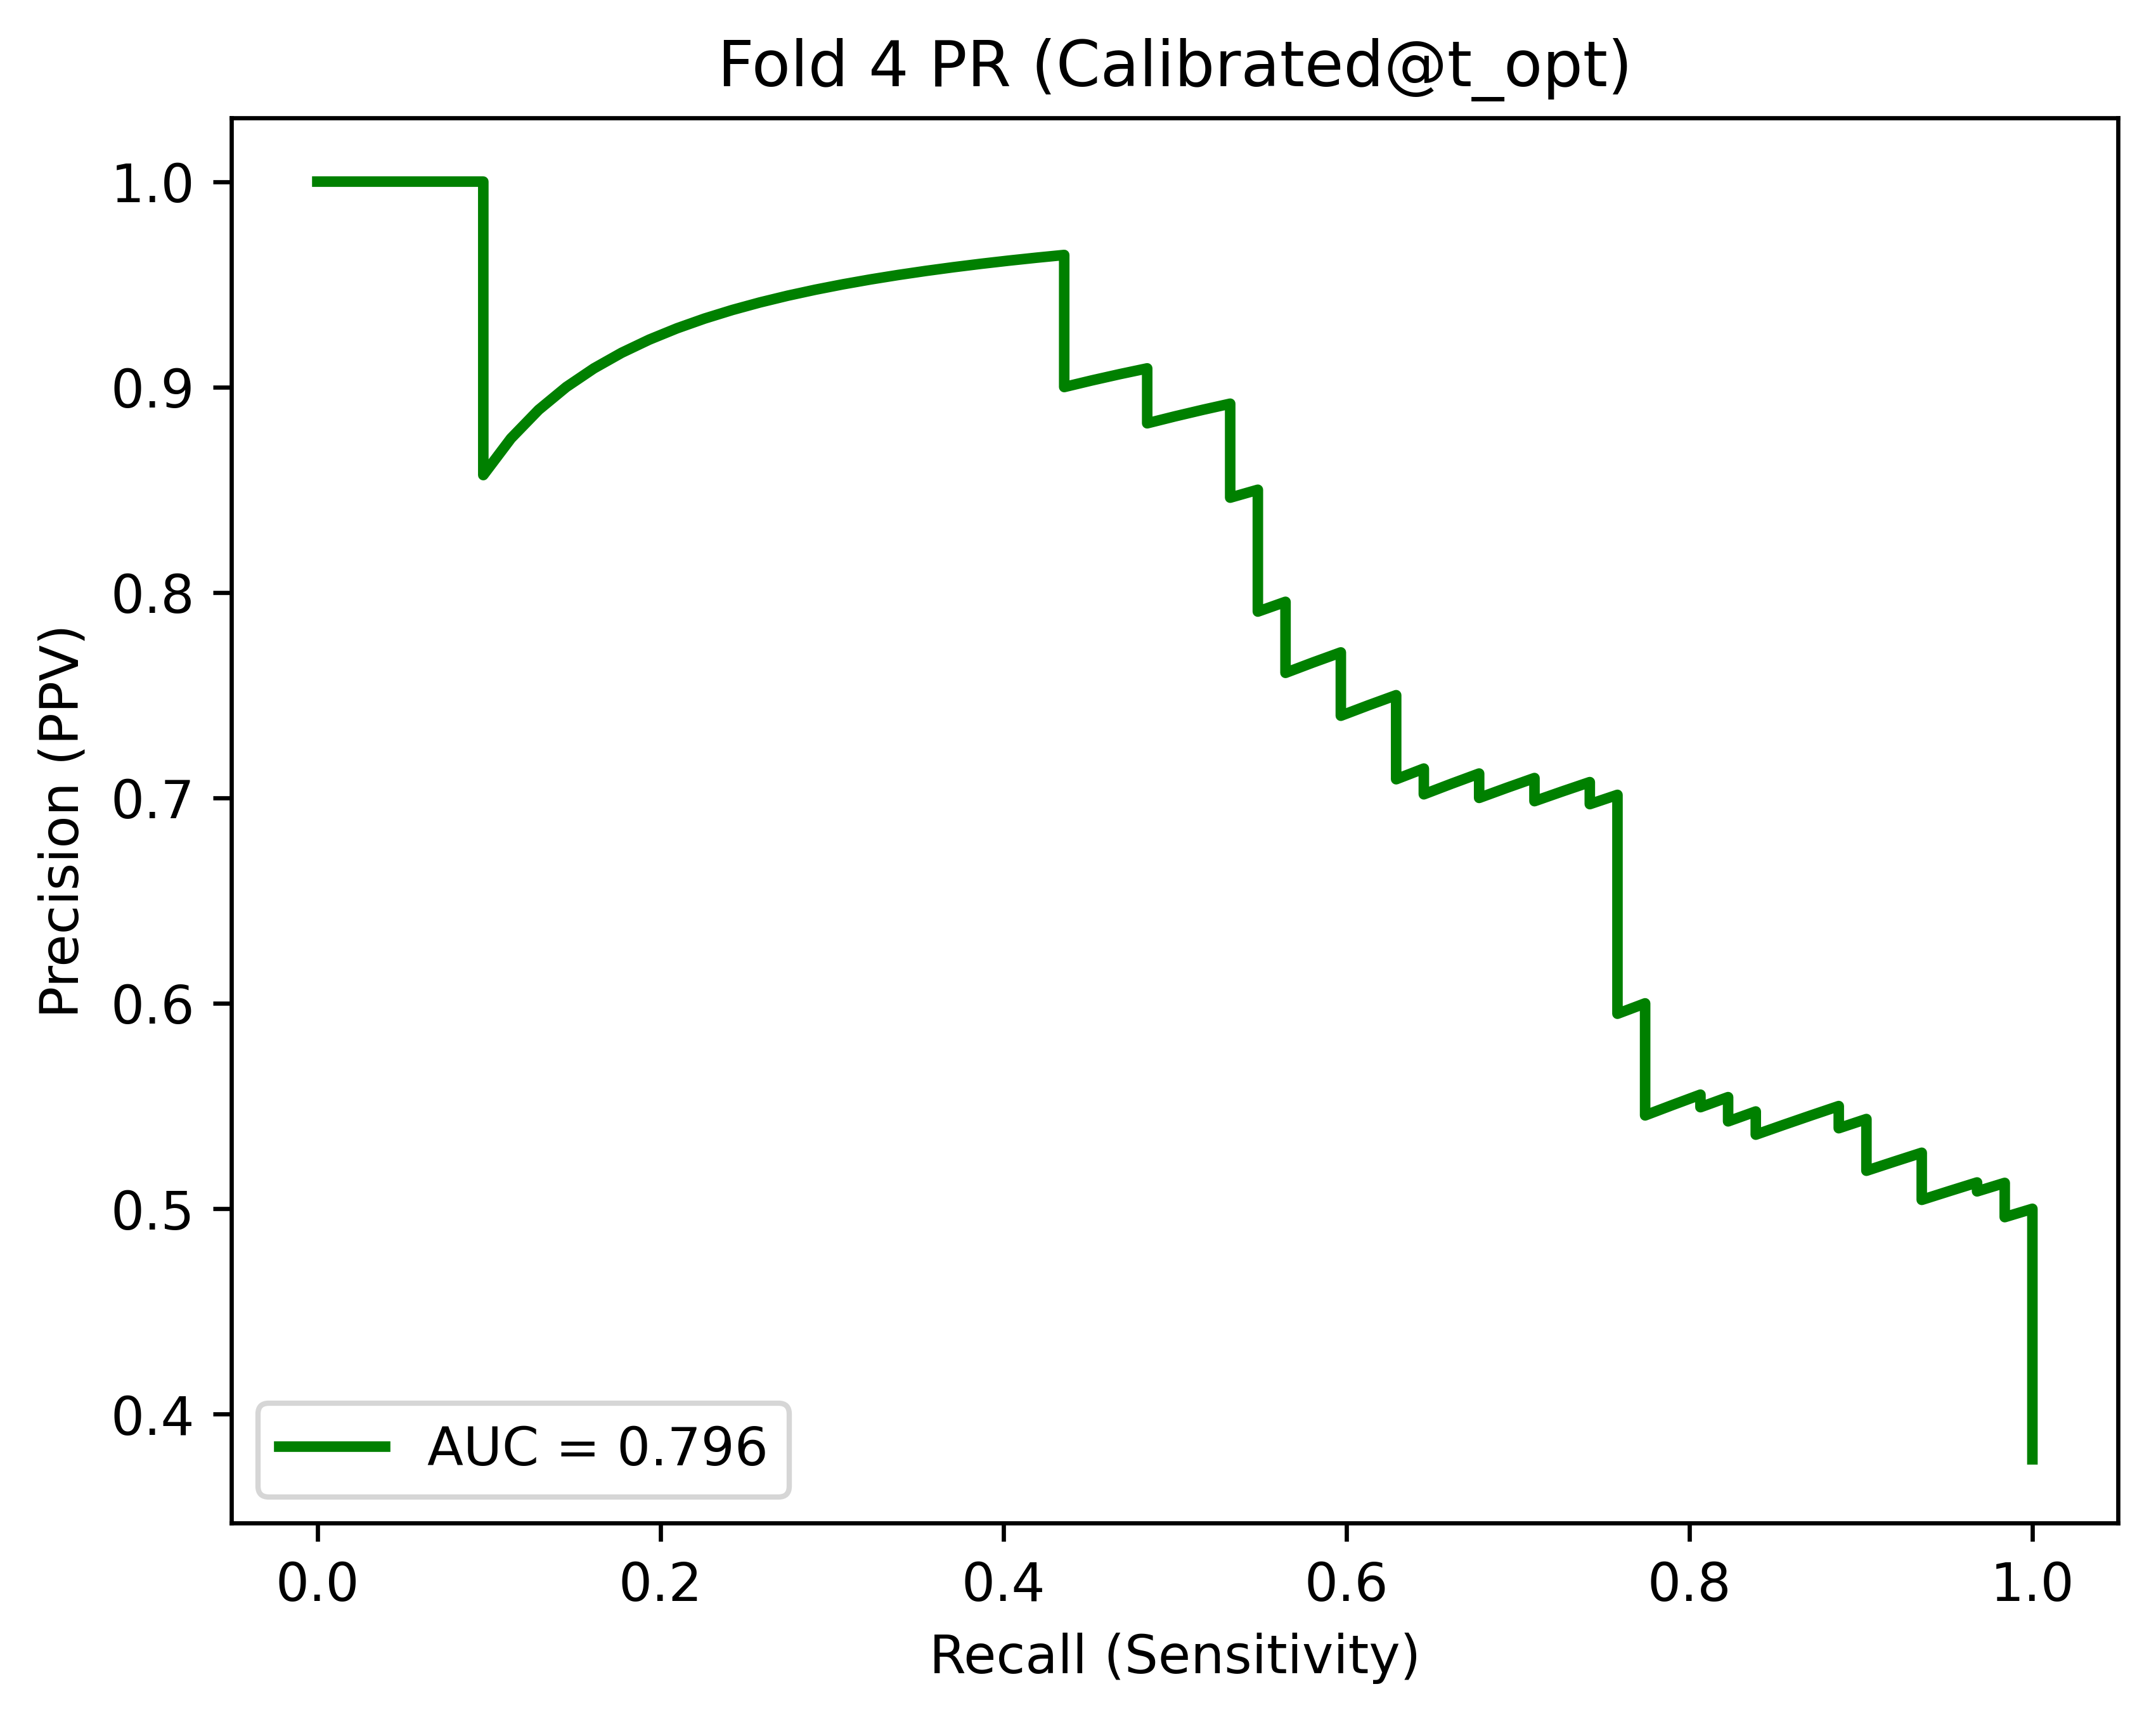 Fold 4 PR (Calibrated@t_opt)
Precision (PPV)
1.0
0.9
0.8
0.7
0.6
0.5
0.4
AUC = 0.796
0.0 0.2 0.4 0.6 0.8 1.0
Recall (Sensitivity)